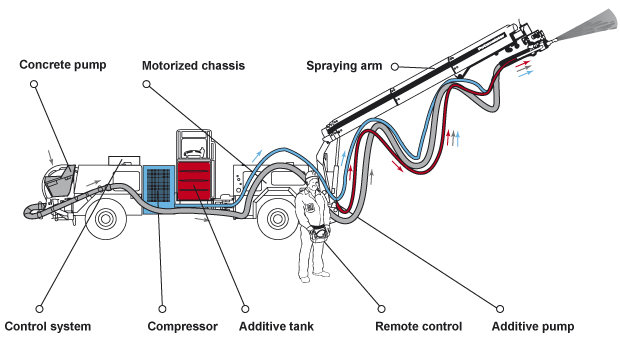 Concrete pump
Motorized chassis
Spraying arm
Control system
Compressor
Additive tank
Remote control
Additive pump